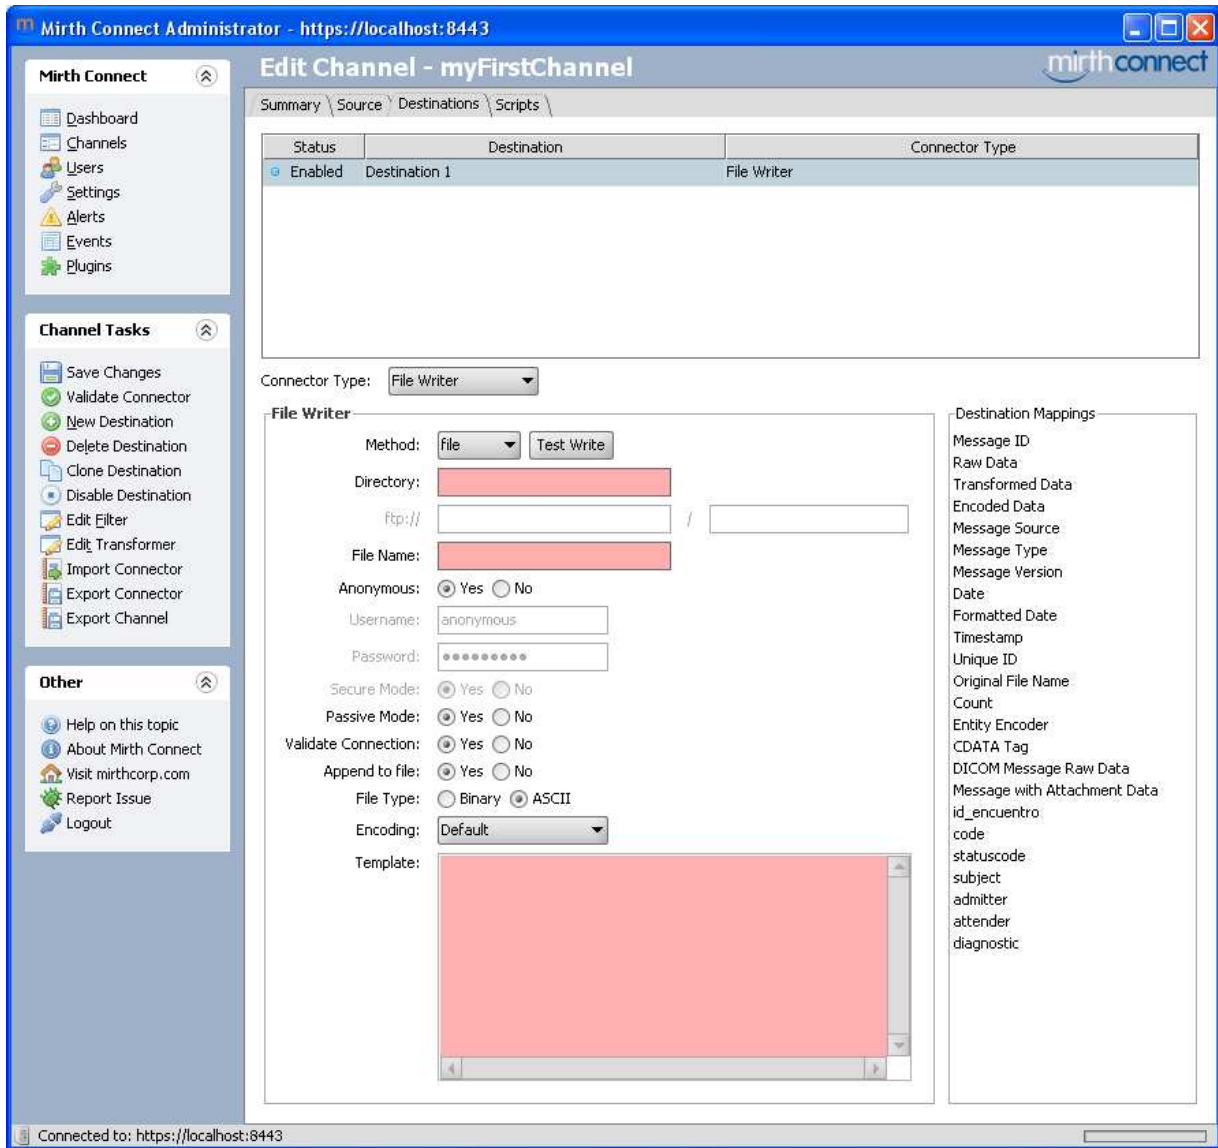 Mirth Connect Administrator - https://localhost:8443
Mirth Connect
Dashboard
Channels
Users
Settings
Alerts
Events
Plugins
Channel Tasks
Save Changes
Validate Connector
New Destination
Delete Destination
Clone Destination
Disable Destination
Edit Filter
Edit Transformer
Import Connector
Export Connector
Export Channel
Other
Help on this topic
About Mirth Connect
Visit mirthcorp.com
Report Issue
Logout
Edit Channel - myFirstChannel
mirthconnect
Summary Source Destinations Scripts
Status Destination Connector Type
Enabled Destination 1 File Writer
Connector Type: File Writer
File Writer
Method: file Test Write
Directory:
ftp:// /
File Name:
Anonymous: Yes No
Username: anonymous
Password:
Secure Mode: Yes No
Passive Mode: Yes No
Validate Connection: Yes No
Append to file: Yes No
File Type: Binary ASCII
Encoding: Default
Template:
Destination Mappings
Message ID
Raw Data
Transformed Data
Encoded Data
Message Source
Message Type
Message Version
Date
Formatted Date
Timestamp
Unique ID
Original File Name
Count
Entity Encoder
CDATA Tag
DICOM Message Raw Data
Message with Attachment Data
id_encuentro
code
statuscode
subject
admitter
attender
diagnostic
Connected to: https://localhost:8443